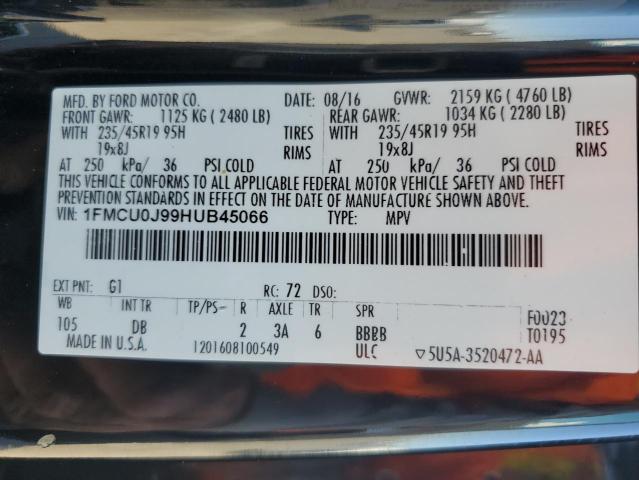 MFD. BY FORD MOTOR CO. DATE: 08/16 GVWR: 2159 KG ( 4760 LB)
FRONT GAWR: 1125 KG ( 2480 LB) REAR GAWR: 1034 KG ( 2280 LB)
WITH 235/45R19 95H TIRES WITH 235/45R19 95H TIRES
19x8J RIMS 19x8J RIMS
AT 250 kPa/ 36 PSI COLD AT 250 kPa/ 36 PSI COLD
THIS VEHICLE CONFORMS TO ALL APPLICABLE FEDERAL MOTOR VEHICLE SAFETY AND THEFT
PREVENTION STANDARDS IN EFFECT ON THE DATE OF MANUFACTURE SHOWN ABOVE.
VIN: 1FMCU0J99HUB45066 TYPE: MPV
EXT PNT: G1 RC: 72 DSO:
WB INT TR TP/PS R AXLE TR SPR F0023
105 DB 2 3A 6 BBBB T0195
MADE IN U.S.A. 1201608100549 ULC ▽5U5A-3520472-AA